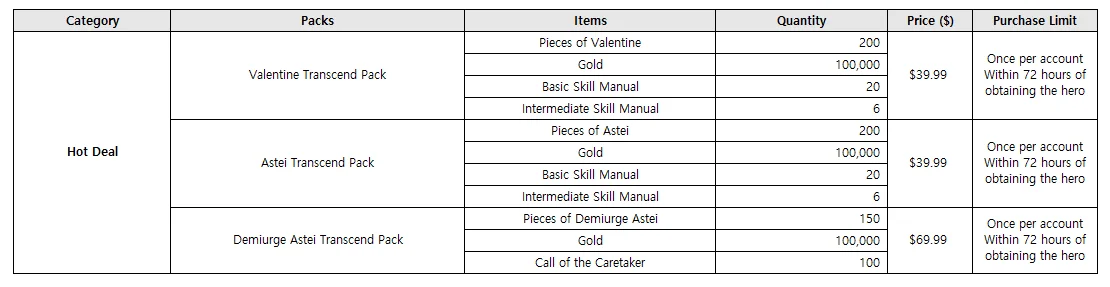 Category Packs Items Quantity Price ($) Purchase Limit
Hot Deal
Valentine Transcend Pack
Pieces of Valentine 200
Gold 100,000
Basic Skill Manual 20
Intermediate Skill Manual 6
$39.99
Once per account
Within 72 hours of
obtaining the hero
Astei Transcend Pack
Pieces of Astei 200
Gold 100,000
Basic Skill Manual 20
Intermediate Skill Manual 6
$39.99
Once per account
Within 72 hours of
obtaining the hero
Demiurge Astei Transcend Pack
Pieces of Demiurge Astei 150
Gold 100,000
Call of the Caretaker 100
$69.99
Once per account
Within 72 hours of
obtaining the hero